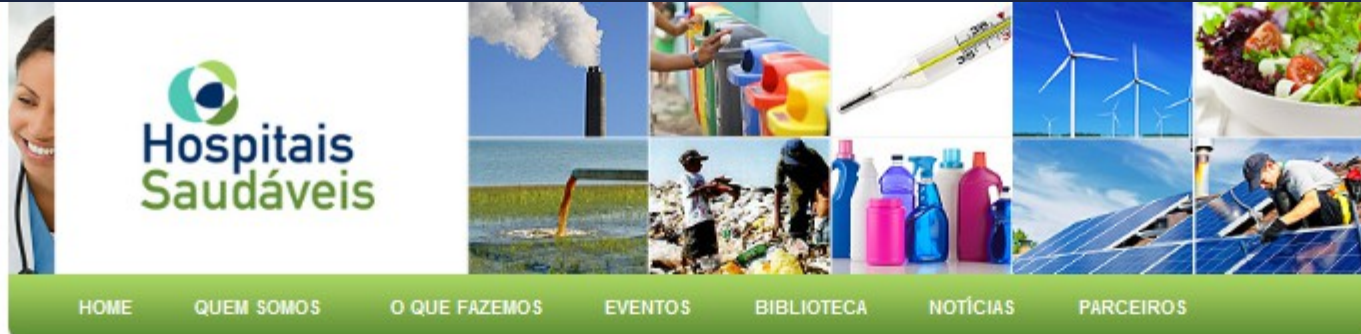 Hospitais
Saudáveis
HOME QUEM SOMOS O QUE FAZEMOS EVENTOS BIBLIOTECA NOTÍCIAS PARCEIROS